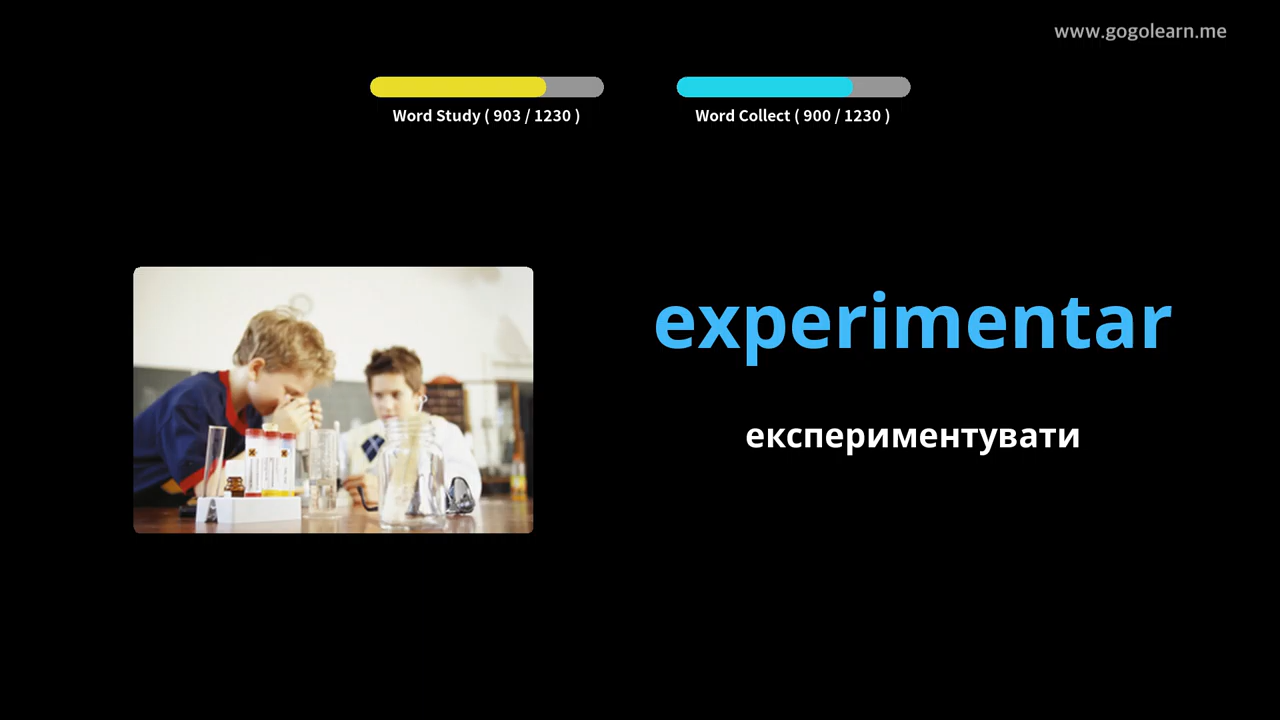 www.gogolearn.me
Word Study ( 903 / 1230 )
Word Collect ( 900 / 1230 )
experimentar
експериментувати